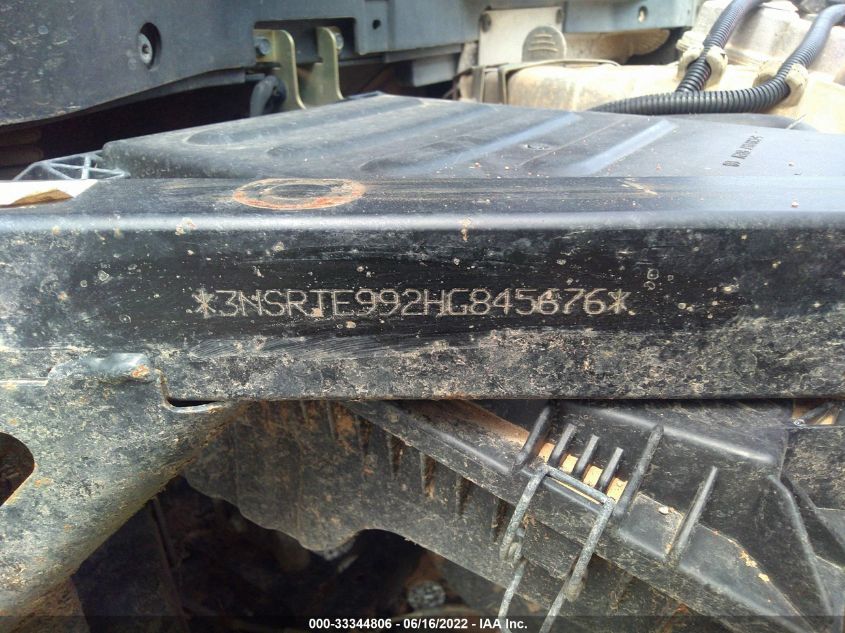 *3NSRTE992HG845676*
000-33344806 - 06/16/2022 - IAA Inc.